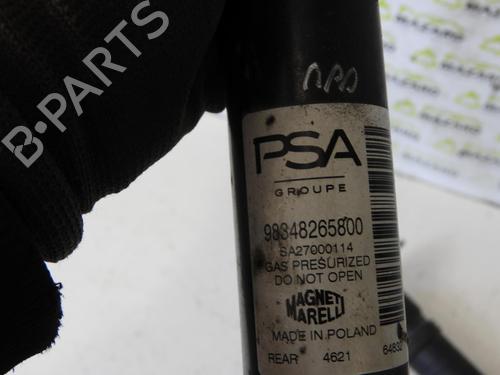 B-PARTS
PSA
GROUPE
98348265800
SA27000114
GAS PRESURIZED
DO NOT OPEN
MAGNETI
MARELLI
MADE IN POLAND
REAR 4621